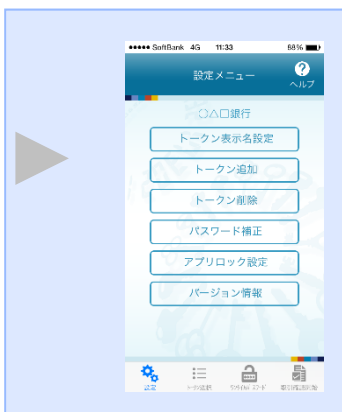 SoftBank 4G 11:33 88%
設定メニュー
ヘルプ
〇△□銀行
トークン表示名設定
トークン追加
トークン削除
パスワード補正
アプリロック設定
バージョン情報
設定